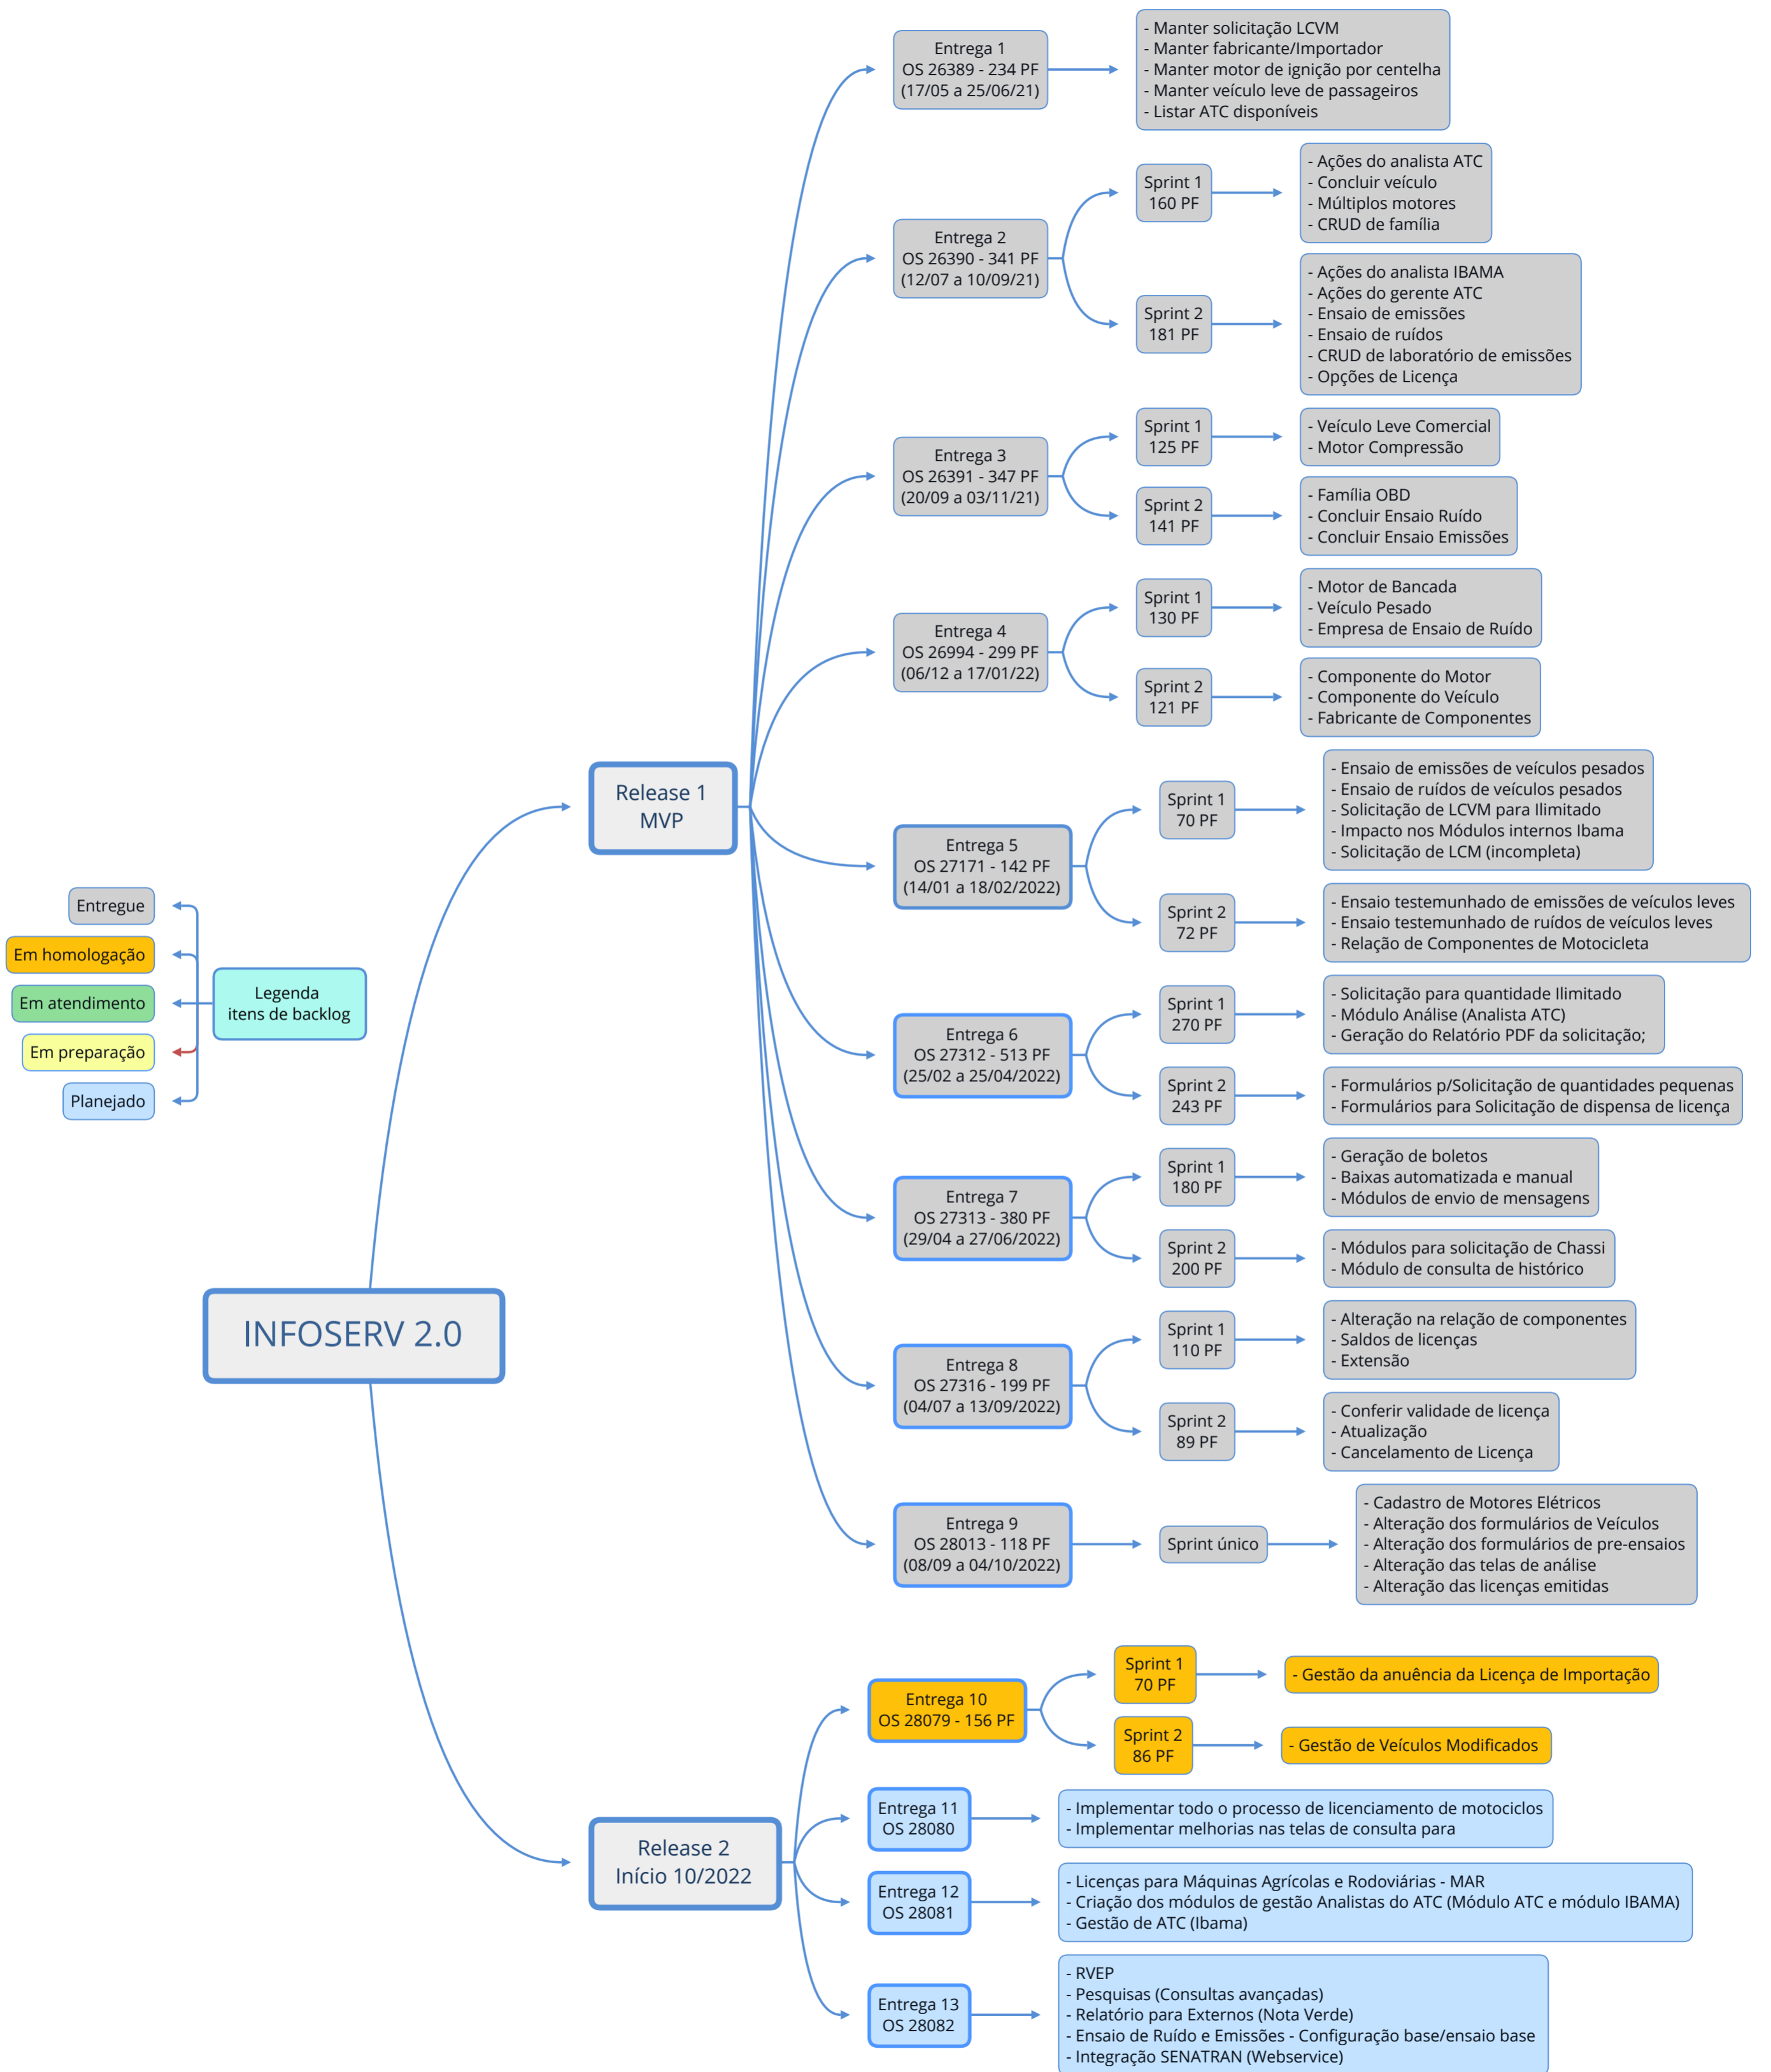 Entrega 1
OS 26389 - 234 PF
(17/05 a 25/06/21)
- Manter solicitação LCVM
- Manter fabricante/Importador
- Manter motor de ignição por centelha
- Manter veículo leve de passageiros
- Listar ATC disponíveis
Entrega 2
OS 26390 - 341 PF
(12/07 a 10/09/21)
Sprint 1
160 PF
- Ações do analista ATC
- Concluir veículo
- Múltiplos motores
- CRUD de família
Sprint 2
181 PF
- Ações do analista IBAMA
- Ações do gerente ATC
- Ensaio de emissões
- Ensaio de ruídos
- CRUD de laboratório de emissões
- Opções de Licença
Entrega 3
OS 26391 - 347 PF
(20/09 a 03/11/21)
Sprint 1
125 PF
- Veículo Leve Comercial
- Motor Compressão
Sprint 2
141 PF
- Família OBD
- Concluir Ensaio Ruído
- Concluir Ensaio Emissões
Entrega 4
OS 26994 - 299 PF
(06/12 a 17/01/22)
Sprint 1
130 PF
- Motor de Bancada
- Veículo Pesado
- Empresa de Ensaio de Ruído
Sprint 2
121 PF
- Componente do Motor
- Componente do Veículo
- Fabricante de Componentes
Release 1
MVP
Entrega 5
OS 27171 - 142 PF
(14/01 a 18/02/2022)
Sprint 1
70 PF
- Ensaio de emissões de veículos pesados
- Ensaio de ruídos de veículos pesados
- Solicitação de LCVM para Ilimitado
- Impacto nos Módulos internos Ibama
- Solicitação de LCM (incompleta)
Sprint 2
72 PF
- Ensaio testemunhado de emissões de veículos leves
- Ensaio testemunhado de ruídos de veículos leves
- Relação de Componentes de Motocicleta
Entregue
Em homologação
Em atendimento
Em preparação
Planejado
Legenda
itens de backlog
Entrega 6
OS 27312 - 513 PF
(25/02 a 25/04/2022)
Sprint 1
270 PF
- Solicitação para quantidade Ilimitado
- Módulo Análise (Analista ATC)
- Geração do Relatório PDF da solicitação;
Sprint 2
243 PF
- Formulários p/Solicitação de quantidades pequenas
- Formulários para Solicitação de dispensa de licença
Entrega 7
OS 27313 - 380 PF
(29/04 a 27/06/2022)
Sprint 1
180 PF
- Geração de boletos
- Baixas automatizada e manual
- Módulos de envio de mensagens
Sprint 2
200 PF
- Módulos para solicitação de Chassi
- Módulo de consulta de histórico
INFOSERV 2.0
Entrega 8
OS 27316 - 199 PF
(04/07 a 13/09/2022)
Sprint 1
110 PF
- Alteração na relação de componentes
- Saldos de licenças
- Extensão
Sprint 2
89 PF
- Conferir validade de licença
- Atualização
- Cancelamento de Licença
Entrega 9
OS 28013 - 118 PF
(08/09 a 04/10/2022)
Sprint único
- Cadastro de Motores Elétricos
- Alteração dos formulários de Veículos
- Alteração dos formulários de pre-ensaios
- Alteração das telas de análise
- Alteração das licenças emitidas
Release 2
Início 10/2022
Entrega 10
OS 28079 - 156 PF
Sprint 1
70 PF
- Gestão da anuência da Licença de Importação
Sprint 2
86 PF
- Gestão de Veículos Modificados
Entrega 11
OS 28080
- Implementar todo o processo de licenciamento de motociclos
- Implementar melhorias nas telas de consulta para
Entrega 12
OS 28081
- Licenças para Máquinas Agrícolas e Rodoviárias - MAR
- Criação dos módulos de gestão Analistas do ATC (Módulo ATC e módulo IBAMA)
- Gestão de ATC (Ibama)
Entrega 13
OS 28082
- RVEP
- Pesquisas (Consultas avançadas)
- Relatório para Externos (Nota Verde)
- Ensaio de Ruído e Emissões - Configuração base/ensaio base
- Integração SENATRAN (Webservice)